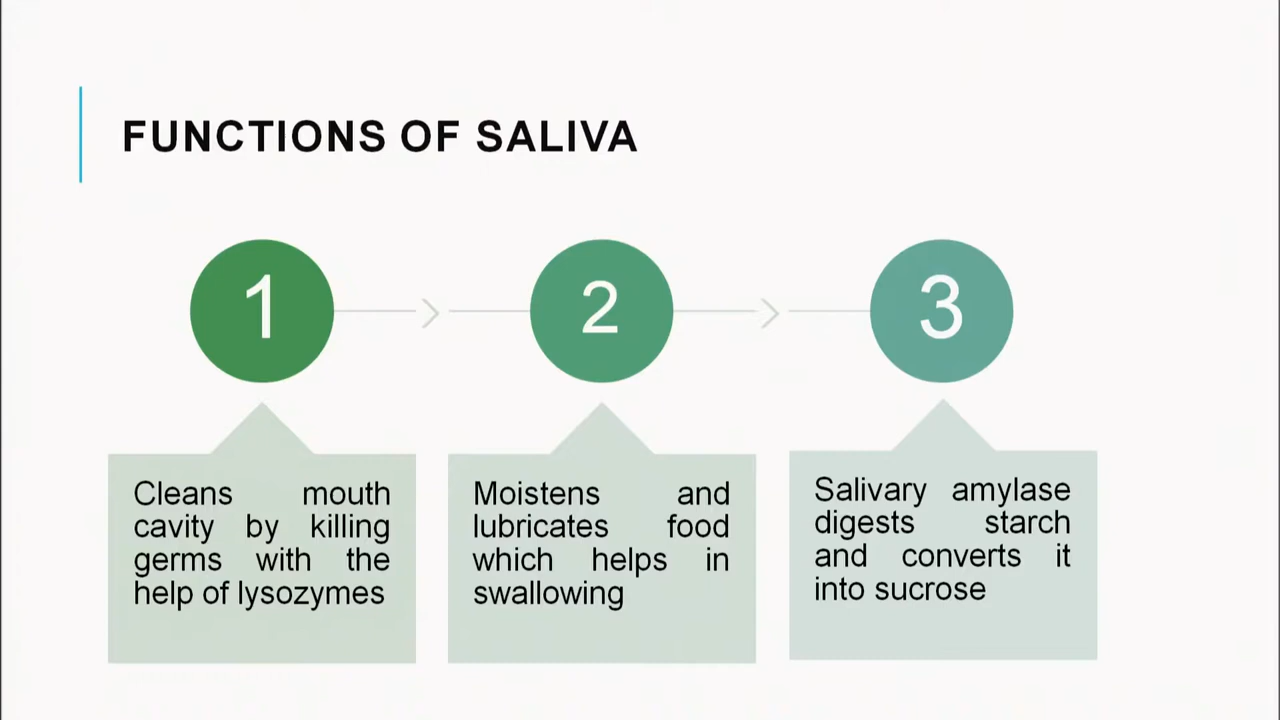 FUNCTIONS OF SALIVA
1
2
3
Cleans mouth
cavity by killing
germs with the
help of lysozymes
Moistens and
lubricates food
which helps in
swallowing
Salivary amylase
digests starch
and converts it
into sucrose